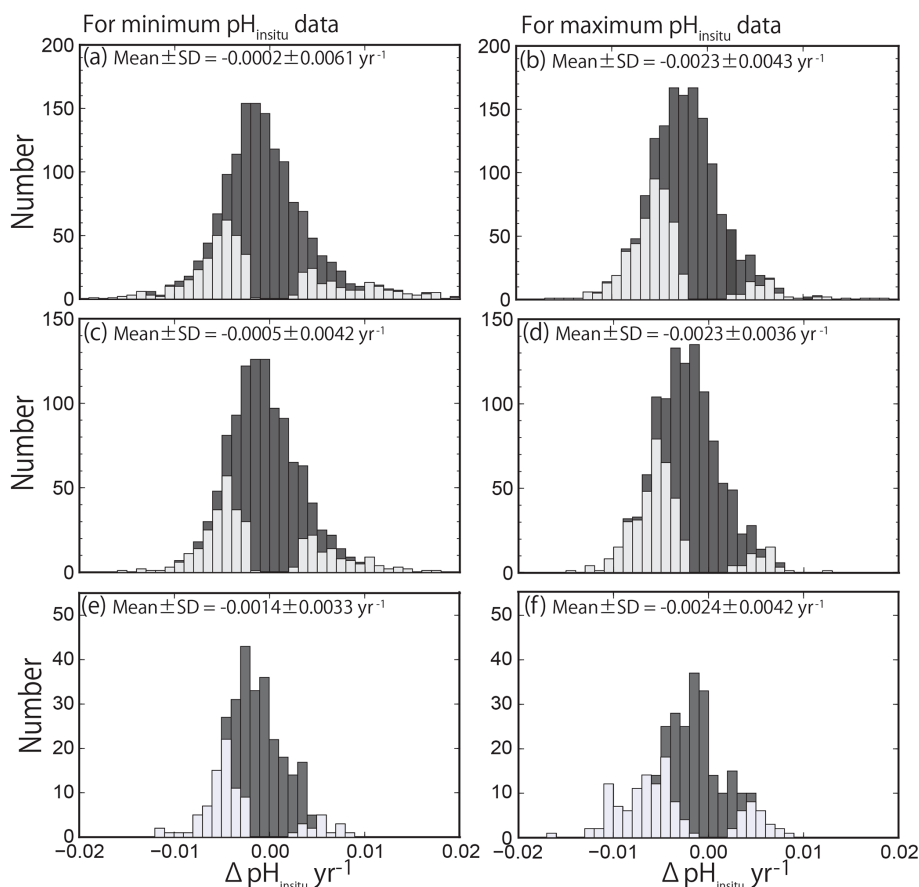 For minimum pHinsitu data
For maximum pHinsitu data
(a) Mean±SD = -0.0002±0.0061 yr-1
(b) Mean±SD = -0.0023±0.0043 yr-1
200
150
100
50
0
Number
200
150
100
50
0
(c) Mean±SD = -0.0005±0.0042 yr-1
(d) Mean±SD = -0.0023±0.0036 yr-1
150
100
50
0
Number
150
100
50
0
(e) Mean±SD = -0.0014±0.0033 yr-1
(f) Mean±SD = -0.0024±0.0042 yr-1
50
40
30
20
10
0
Number
50
40
30
20
10
0
−0.02 −0.01 0.00 0.01 0.02
−0.02 −0.01 0.00 0.01 0.02
Δ pHinsitu yr-1
Δ pHinsitu yr-1